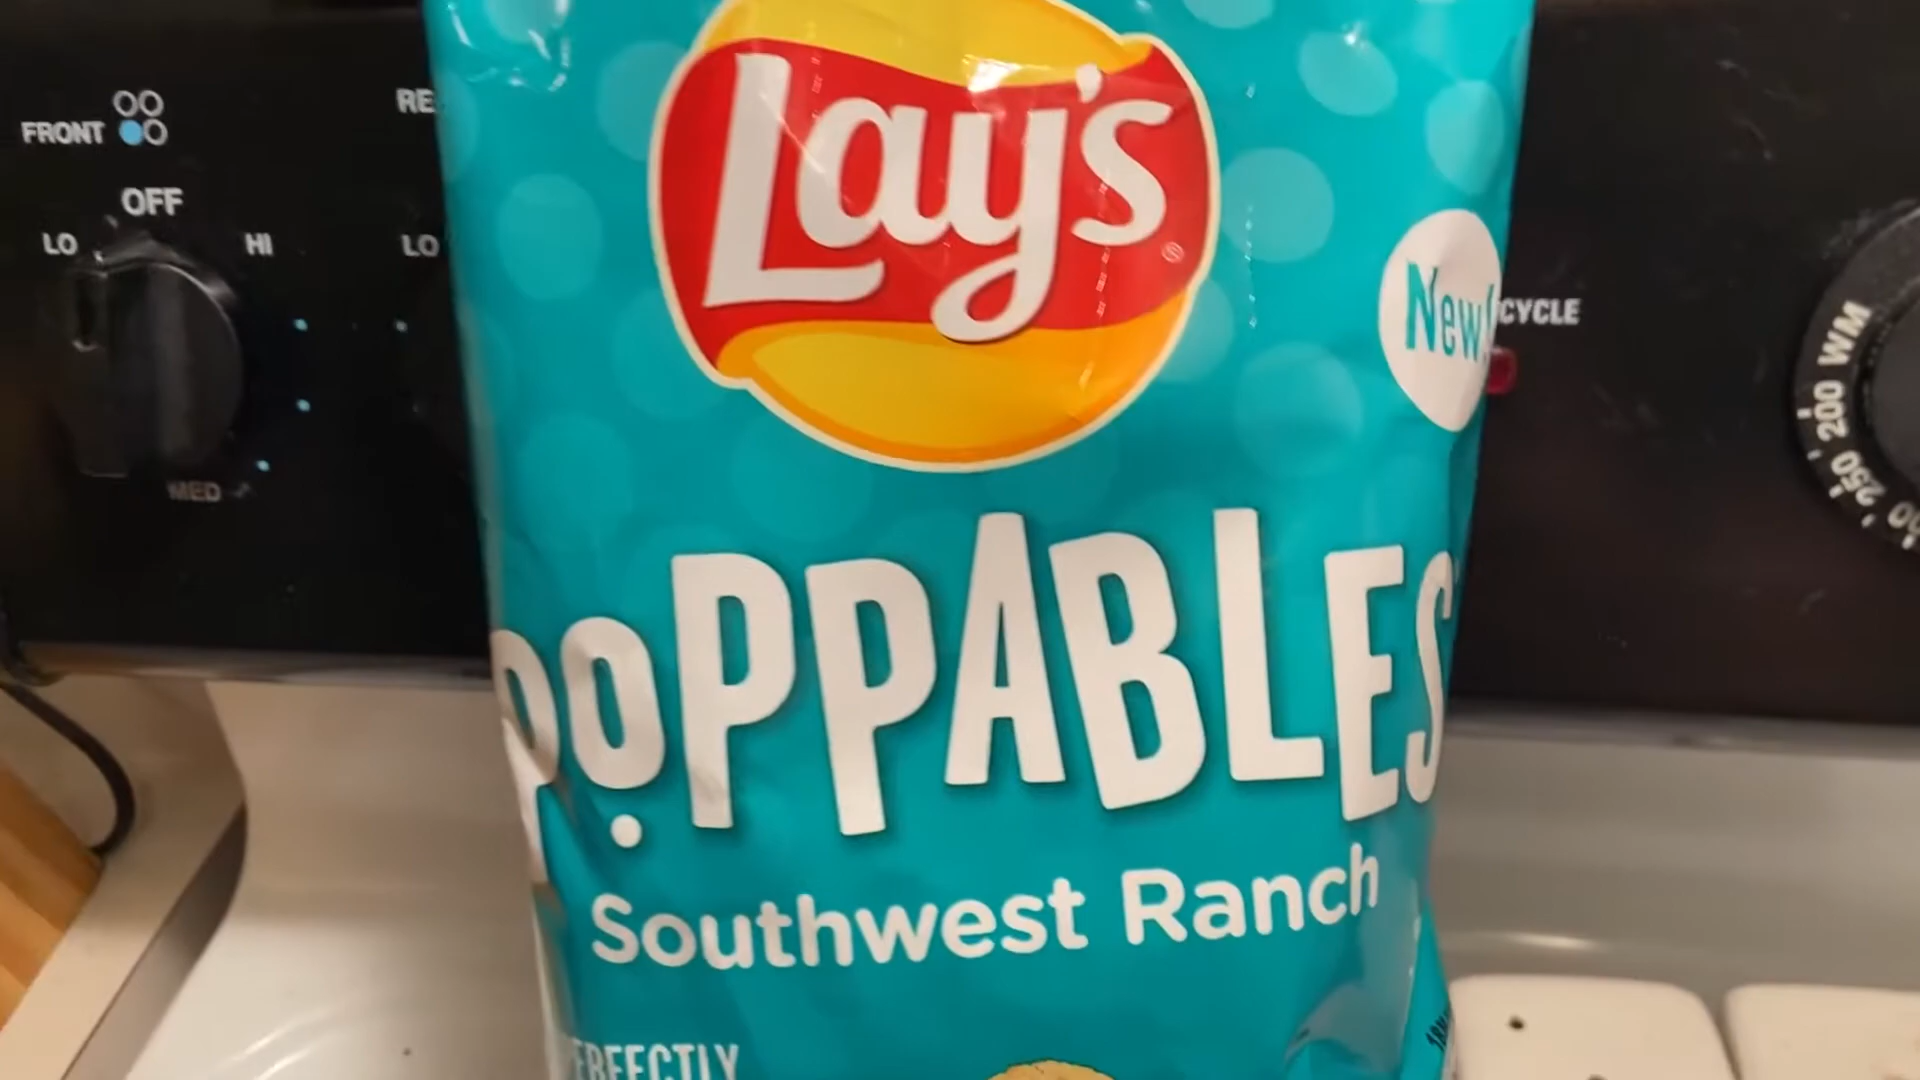 FRONT
OFF
LO
HI
MED
RE
LO
Lay's
New!
POPPABLES
Southwest Ranch
CYCLE
WM
200
250